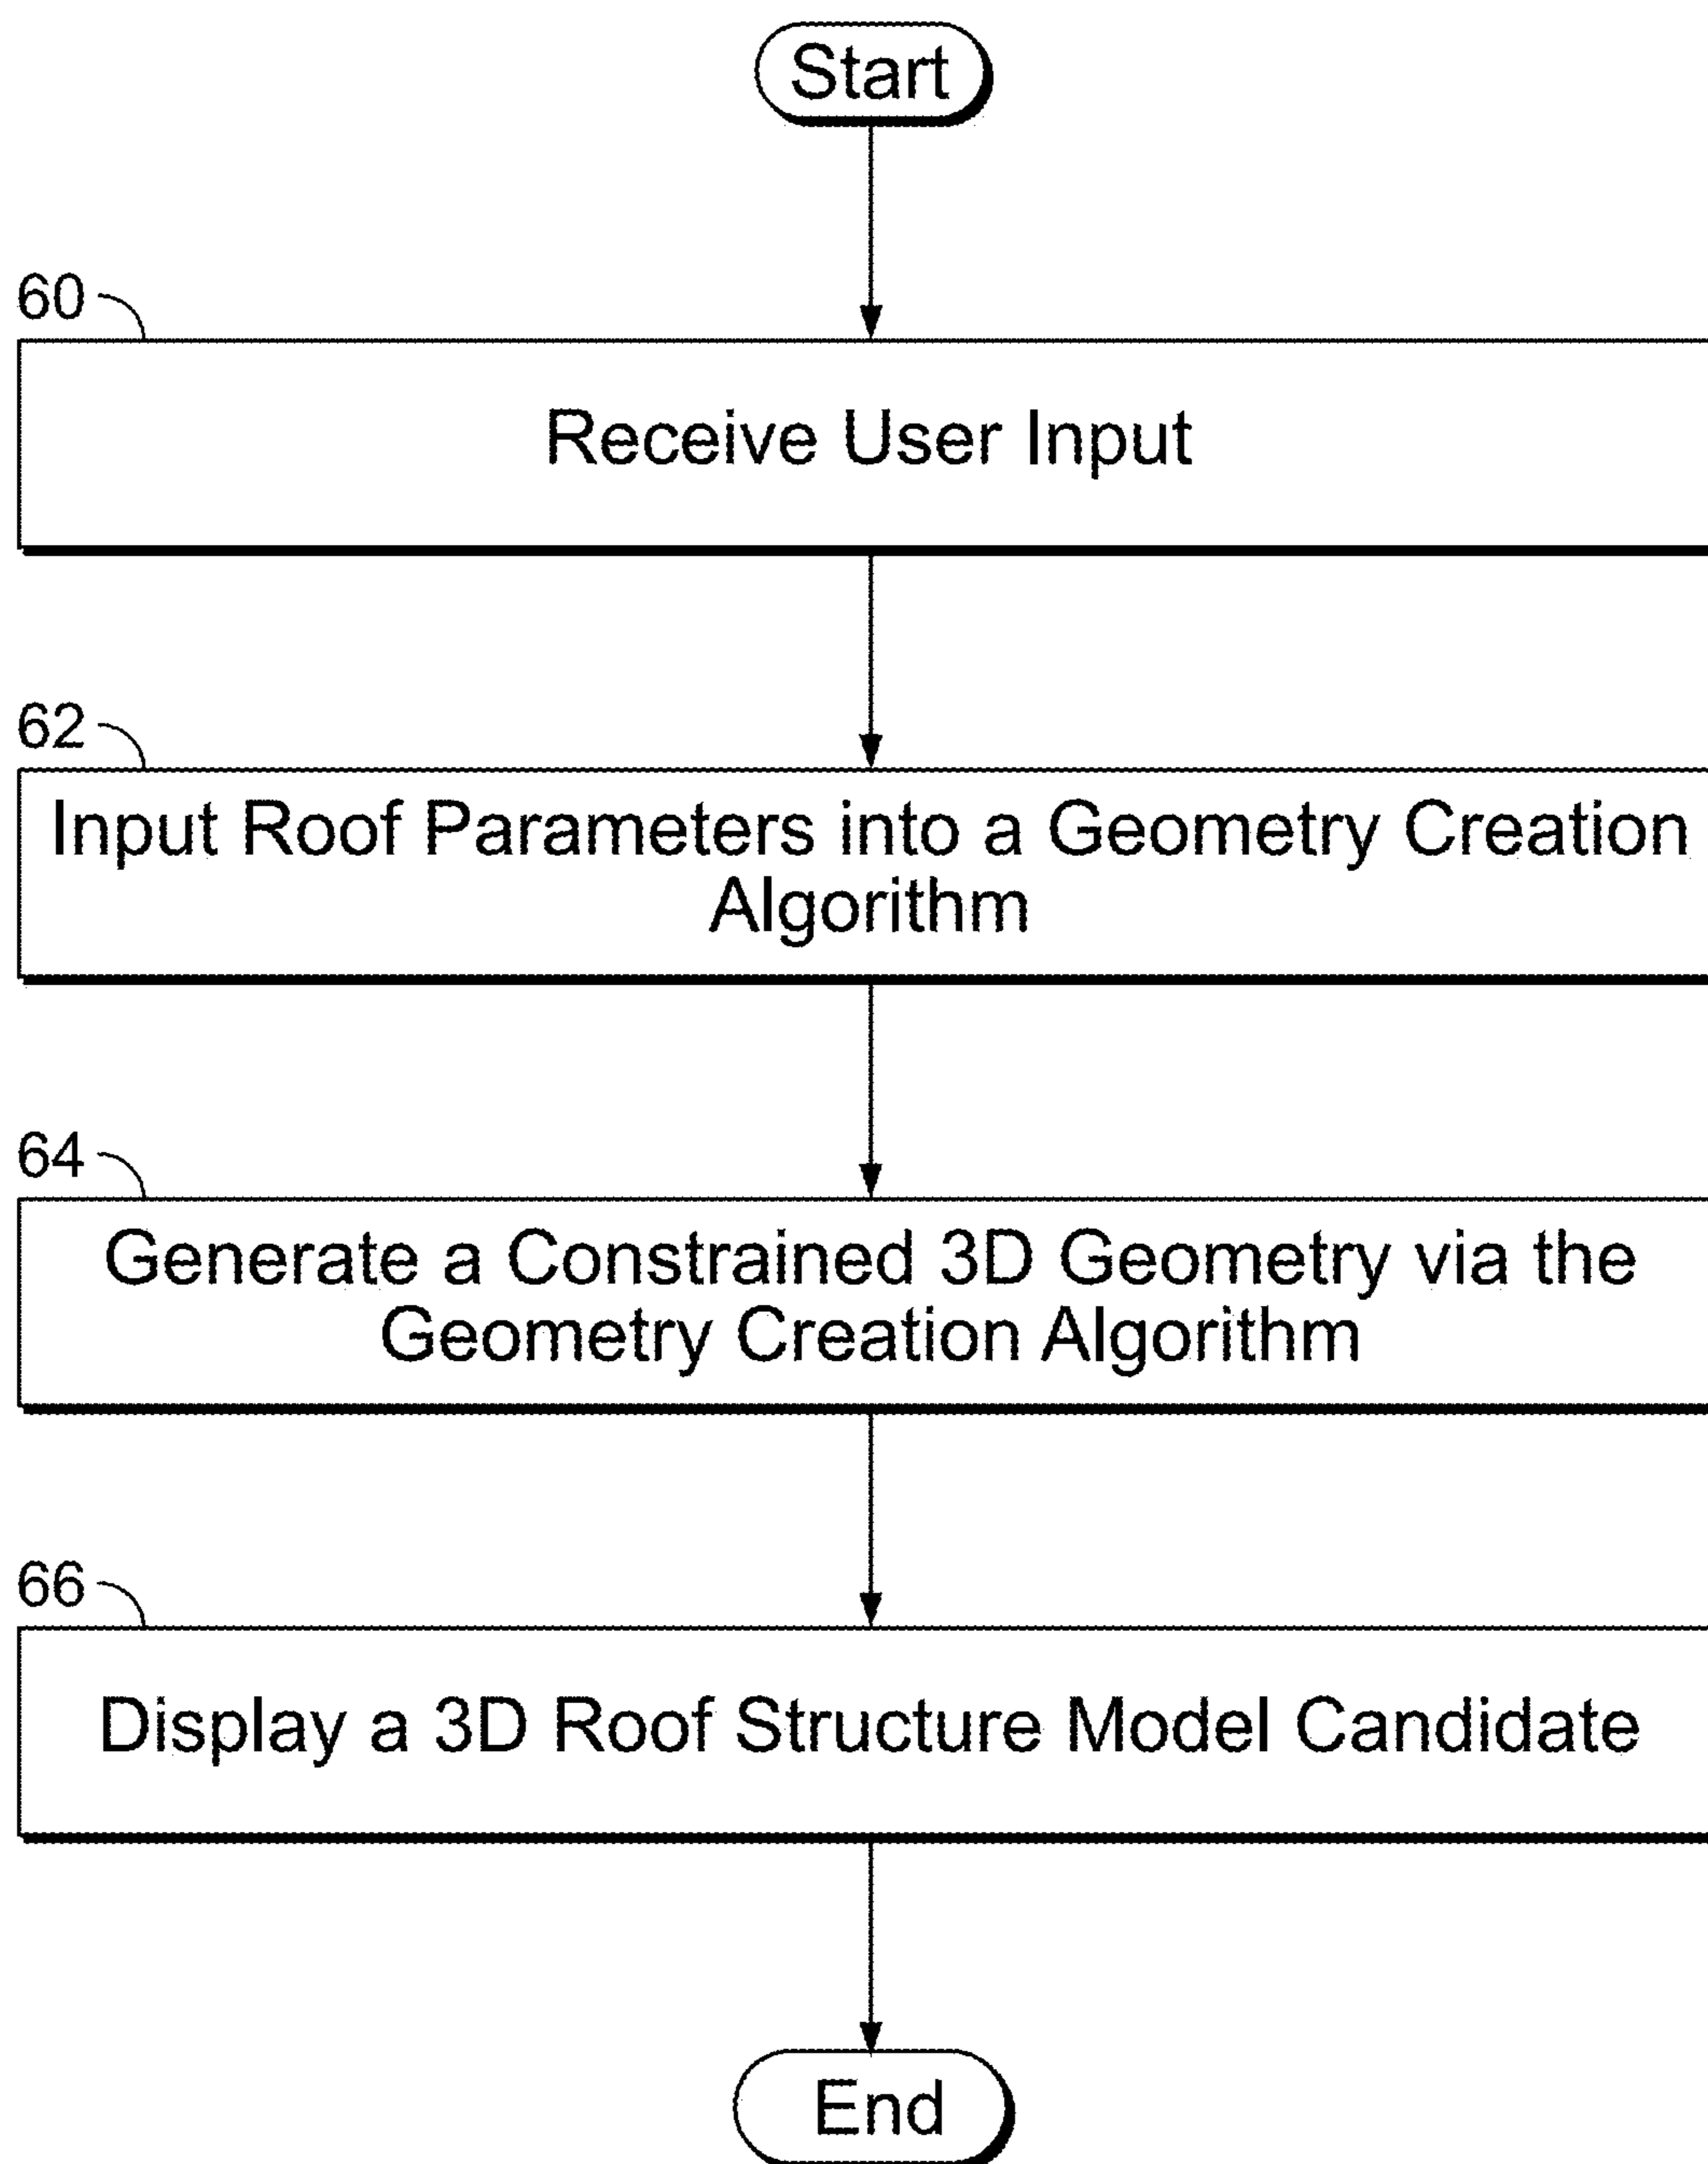 Start
60
Receive User Input
62
Input Roof Parameters into a Geometry Creation
Algorithm
64
Generate a Constrained 3D Geometry via the
Geometry Creation Algorithm
66
Display a 3D Roof Structure Model Candidate
End